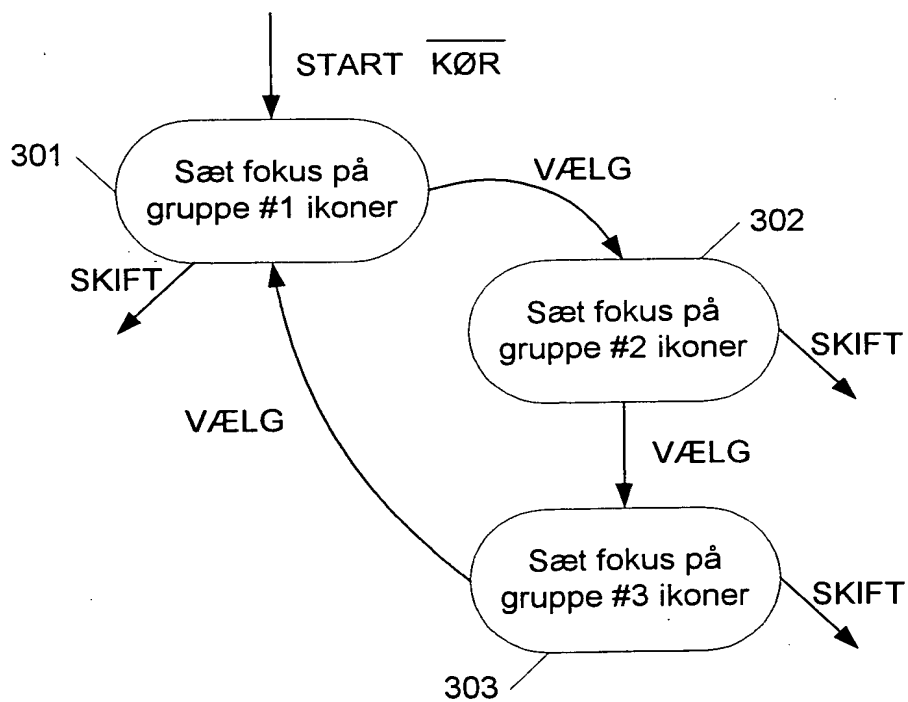 START KØR
301
Sæt fokus på
gruppe #1 ikoner
VÆLG
302
SKIFT
Sæt fokus på
gruppe #2 ikoner
SKIFT
VÆLG
VÆLG
Sæt fokus på
gruppe #3 ikoner
SKIFT
303